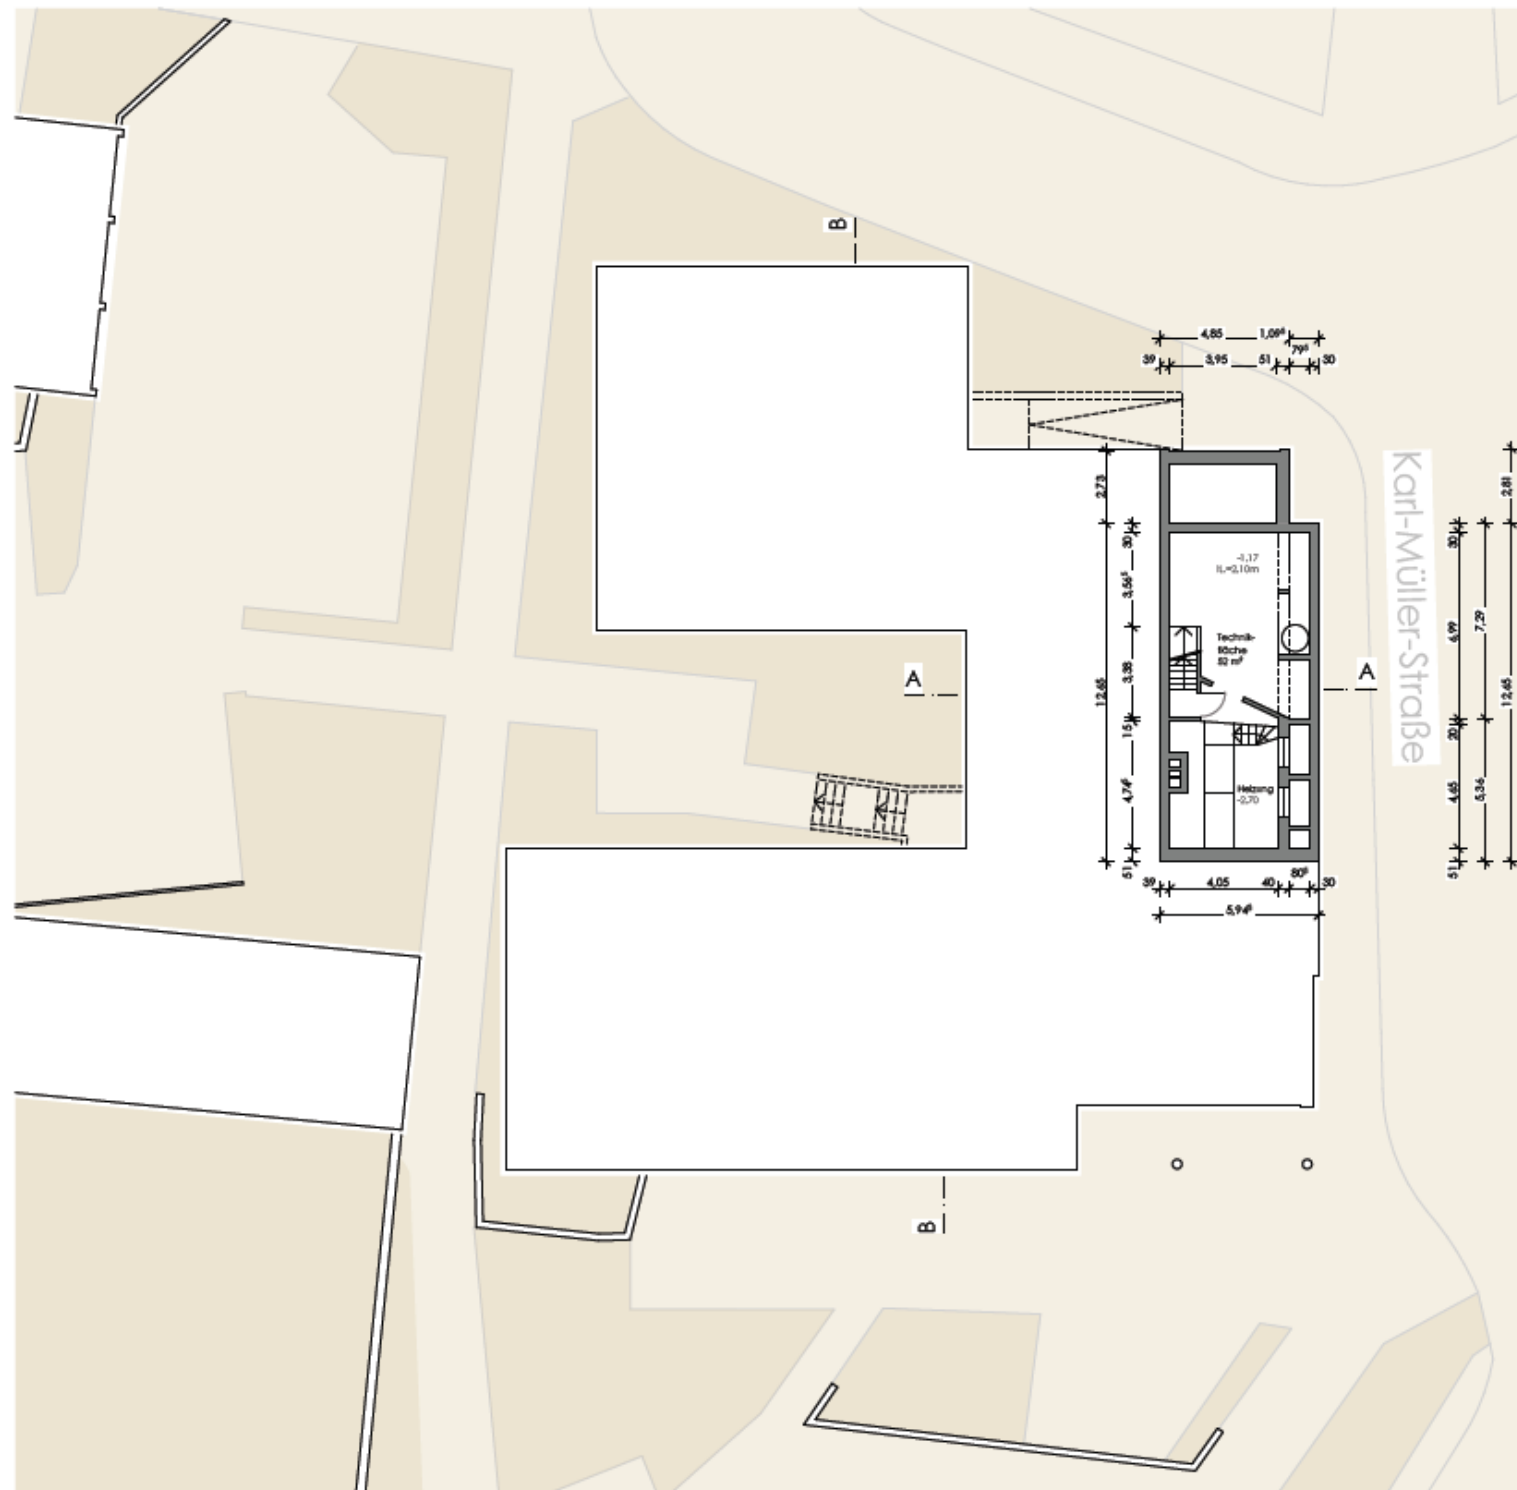 B
4,85 1,09⁵
79⁵
39 3,95 51 30
Karl-Müller-Straße
2,73
12,65
30
3,56⁵
3,38
15
4,74⁵
51
-1,17
lL=2,10m
Technik-
fläche
52 m²
Heizung
-2,70
A
A
30
6,99
20
4,65
51
7,29
5,36
2,81
12,65
39 4,05 40 80⁵ 30
5,94⁵
B